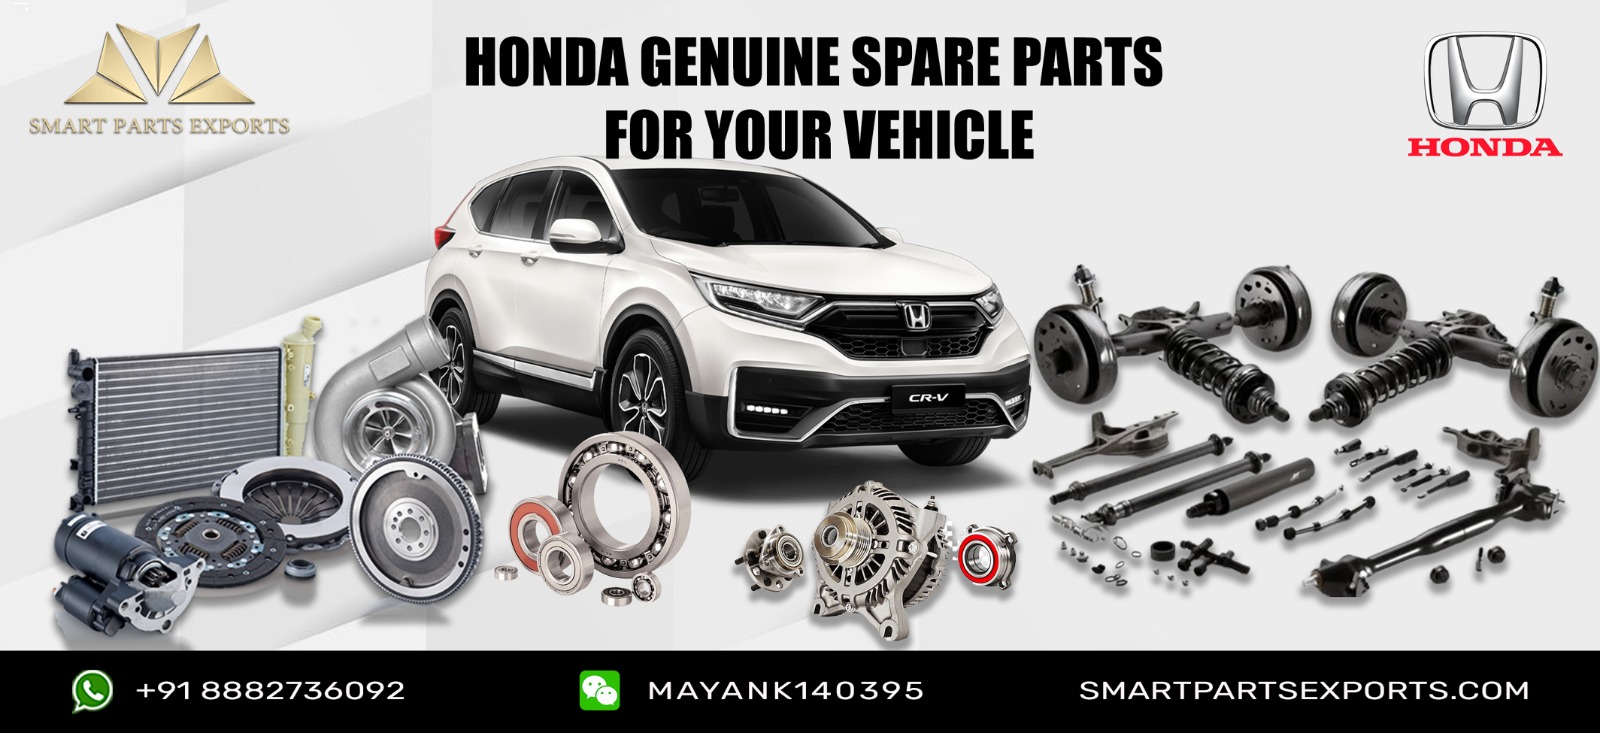 SMART PARTS EXPORTS
HONDA GENUINE SPARE PARTS
FOR YOUR VEHICLE
HONDA
CR-V
+91 8882736092
MAYANK140395
SMARTPARTSEXPORTS.COM